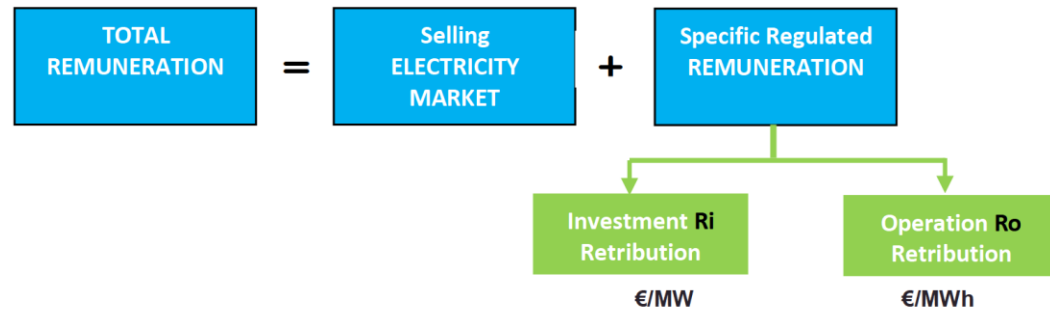 TOTAL
REMUNERATION
=
Selling
ELECTRICITY
MARKET
+
Specific Regulated
REMUNERATION
Investment Ri
Retribution
Operation Ro
Retribution
€/MW
€/MWh